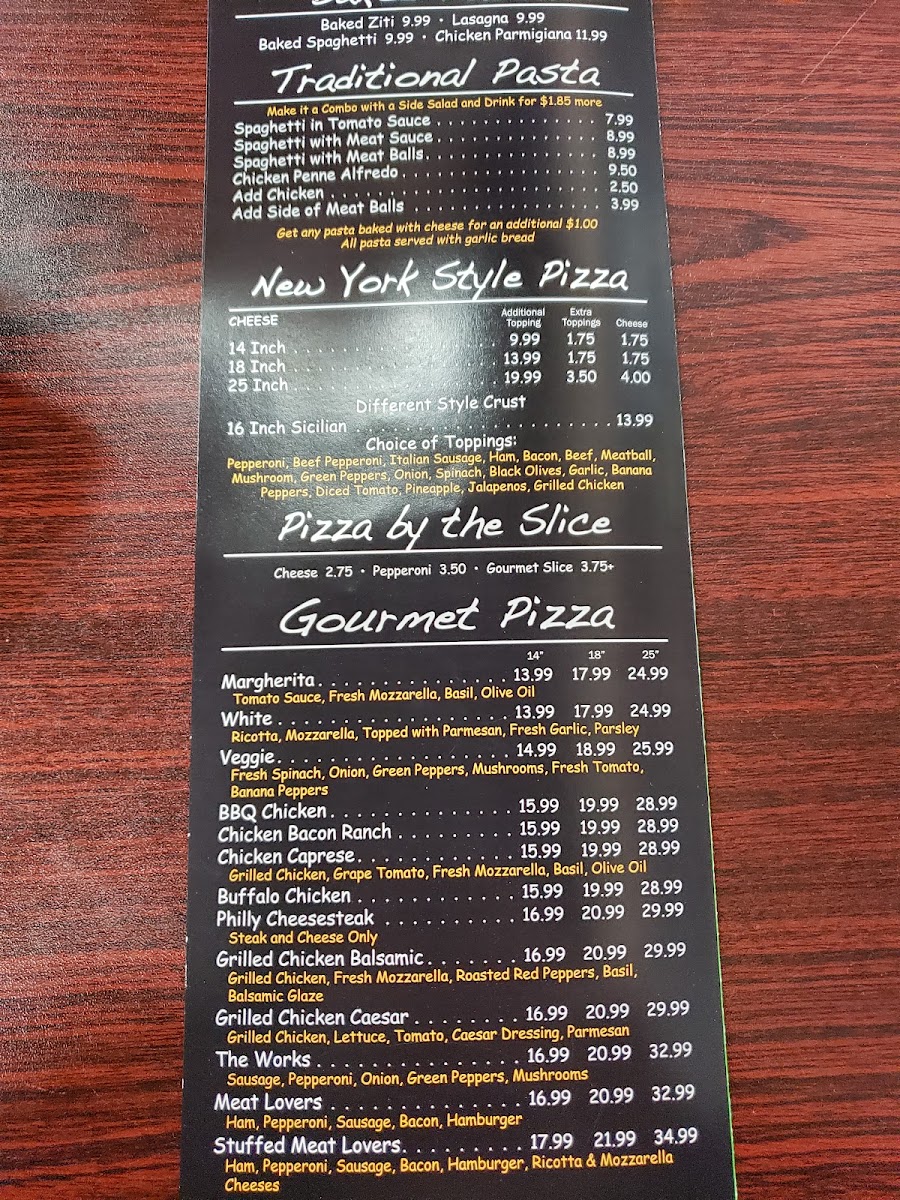 Baked Ziti 9.99 • Lasagna 9.99
Baked Spaghetti 9.99 • Chicken Parmigiana 11.99
Traditional Pasta
Make it a Combo with a Side Salad and Drink for $1.85 more
Spaghetti in Tomato Sauce . . . . . . . . . . . . . . . . 7.99
Spaghetti with Meat Sauce . . . . . . . . . . . . . . . . 8.99
Spaghetti with Meat Balls. . . . . . . . . . . . . . . . . 8.99
Chicken Penne Alfredo . . . . . . . . . . . . . . . . . . . 9.50
Add Chicken . . . . . . . . . . . . . . . . . . . . . . . . . . 2.50
Add Side of Meat Balls . . . . . . . . . . . . . . . . . . . 3.99
Get any pasta baked with cheese for an additional $1.00
All pasta served with garlic bread
New York Style Pizza
CHEESE Additional Topping Extra Toppings Cheese
14 Inch . . . . . . . . . . . . . . . . . 9.99 1.75 1.75
18 Inch . . . . . . . . . . . . . . . . . 13.99 1.75 1.75
25 Inch . . . . . . . . . . . . . . . . . 19.99 3.50 4.00
Different Style Crust
16 Inch Sicilian . . . . . . . . . . . . . . . . . . . . . . . 13.99
Choice of Toppings:
Pepperoni, Beef Pepperoni, Italian Sausage, Ham, Bacon, Beef, Meatball,
Mushroom, Green Peppers, Onion, Spinach, Black Olives, Garlic, Banana
Peppers, Diced Tomato, Pineapple, Jalapenos, Grilled Chicken
Pizza by the Slice
Cheese 2.75 • Pepperoni 3.50 • Gourmet Slice 3.75+
Gourmet Pizza
14" 18" 25"
Margherita. . . . . . . . . . . . . . . . 13.99 17.99 24.99
Tomato Sauce, Fresh Mozzarella, Basil, Olive Oil
White . . . . . . . . . . . . . . . . . . . 13.99 17.99 24.99
Ricotta, Mozzarella, Topped with Parmesan, Fresh Garlic, Parsley
Veggie. . . . . . . . . . . . . . . . . . . 14.99 18.99 25.99
Fresh Spinach, Onion, Green Peppers, Mushrooms, Fresh Tomato,
Banana Peppers
BBQ Chicken. . . . . . . . . . . . . . . 15.99 19.99 28.99
Chicken Bacon Ranch . . . . . . . . . . 15.99 19.99 28.99
Chicken Caprese. . . . . . . . . . . . . 15.99 19.99 28.99
Grilled Chicken, Grape Tomato, Fresh Mozzarella, Basil, Olive Oil
Buffalo Chicken . . . . . . . . . . . . . 15.99 19.99 28.99
Philly Cheesesteak . . . . . . . . . . . 16.99 20.99 29.99
Steak and Cheese Only
Grilled Chicken Balsamic. . . . . . . 16.99 20.99 29.99
Grilled Chicken, Fresh Mozzarella, Roasted Red Peppers, Basil,
Balsamic Glaze
Grilled Chicken Caesar . . . . . . . . 16.99 20.99 29.99
Grilled Chicken, Lettuce, Tomato, Caesar Dressing, Parmesan
The Works . . . . . . . . . . . . . . . . 16.99 20.99 32.99
Sausage, Pepperoni, Onion, Green Peppers, Mushrooms
Meat Lovers . . . . . . . . . . . . . . . 16.99 20.99 32.99
Ham, Pepperoni, Sausage, Bacon, Hamburger
Stuffed Meat Lovers. . . . . . . . . . 17.99 21.99 34.99
Ham, Pepperoni, Sausage, Bacon, Hamburger, Ricotta & Mozzarella
Cheeses